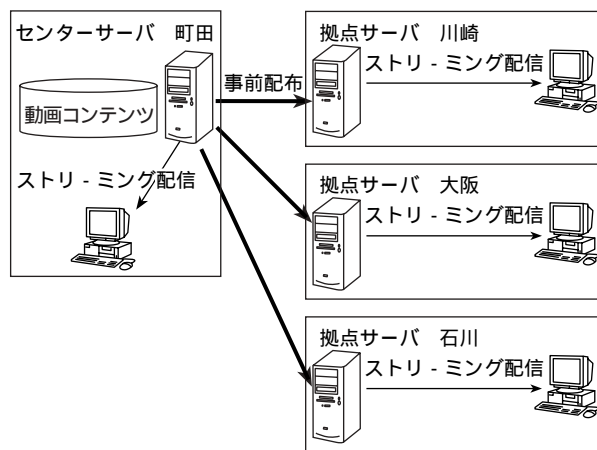 センターサーバ　町田
動画コンテンツ
ストリ‐ミング配信
事前配布
拠点サーバ　川崎
ストリ‐ミング配信
拠点サーバ　大阪
ストリ‐ミング配信
拠点サーバ　石川
ストリ‐ミング配信